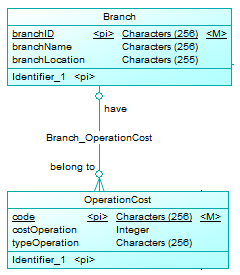 Branch
branchID <pi> Characters (256) <M>
branchName Characters (256)
branchLocation Characters (255)
Identifier_1 <pi>
have
Branch_OperationCost
belong to
OperationCost
code <pi> Characters (256) <M>
costOperation Integer
typeOperation Characters (256)
Identifier_1 <pi>